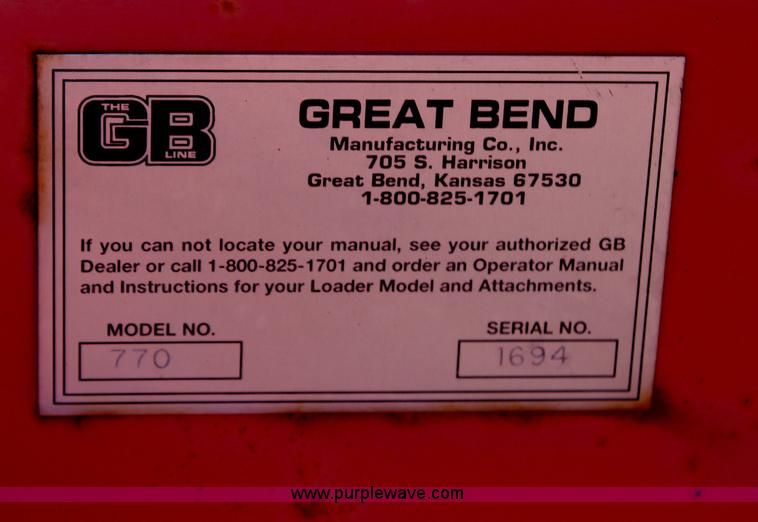 THE
GB
LINE
GREAT BEND
Manufacturing Co., Inc.
705 S. Harrison
Great Bend, Kansas 67530
1-800-825-1701
If you can not locate your manual, see your authorized GB
Dealer or call 1-800-825-1701 and order an Operator Manual
and Instructions for your Loader Model and Attachments.
MODEL NO.
770
SERIAL NO.
1694
www.purplewave.com